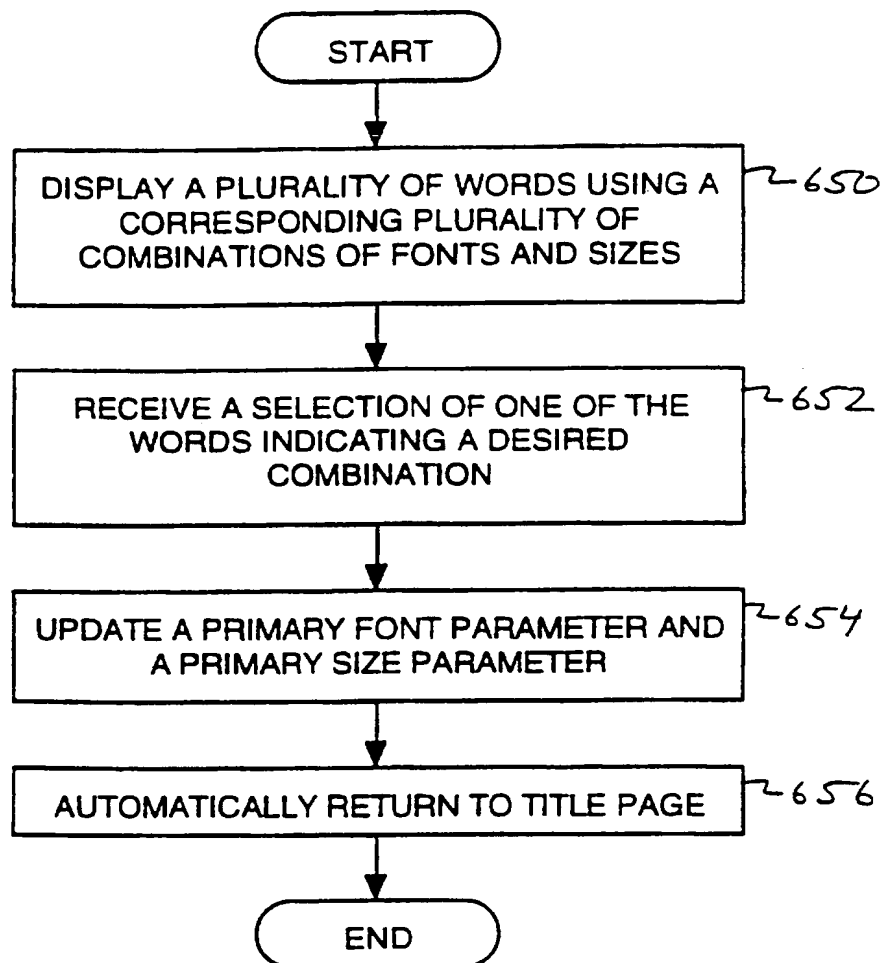 START
DISPLAY A PLURALITY OF WORDS USING A
CORRESPONDING PLURALITY OF
COMBINATIONS OF FONTS AND SIZES
650
RECEIVE A SELECTION OF ONE OF THE
WORDS INDICATING A DESIRED
COMBINATION
652
UPDATE A PRIMARY FONT PARAMETER AND
A PRIMARY SIZE PARAMETER
654
AUTOMATICALLY RETURN TO TITLE PAGE
656
END